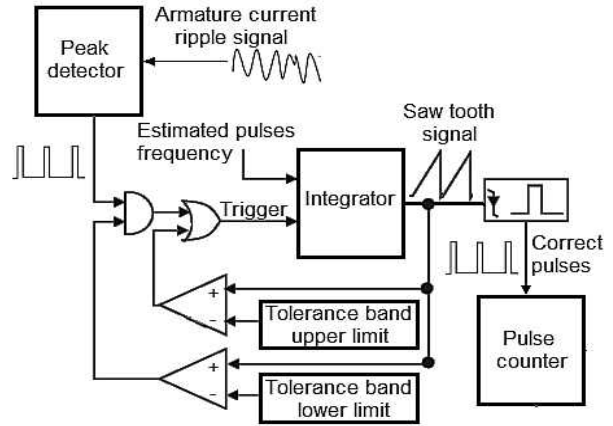 Armature current
ripple signal
Peak
detector
Saw tooth
signal
Estimated pulses
frequency
Integrator
Trigger
Correct
pulses
+
-
Tolerance band
upper limit
Pulse
counter
+
-
Tolerance band
lower limit